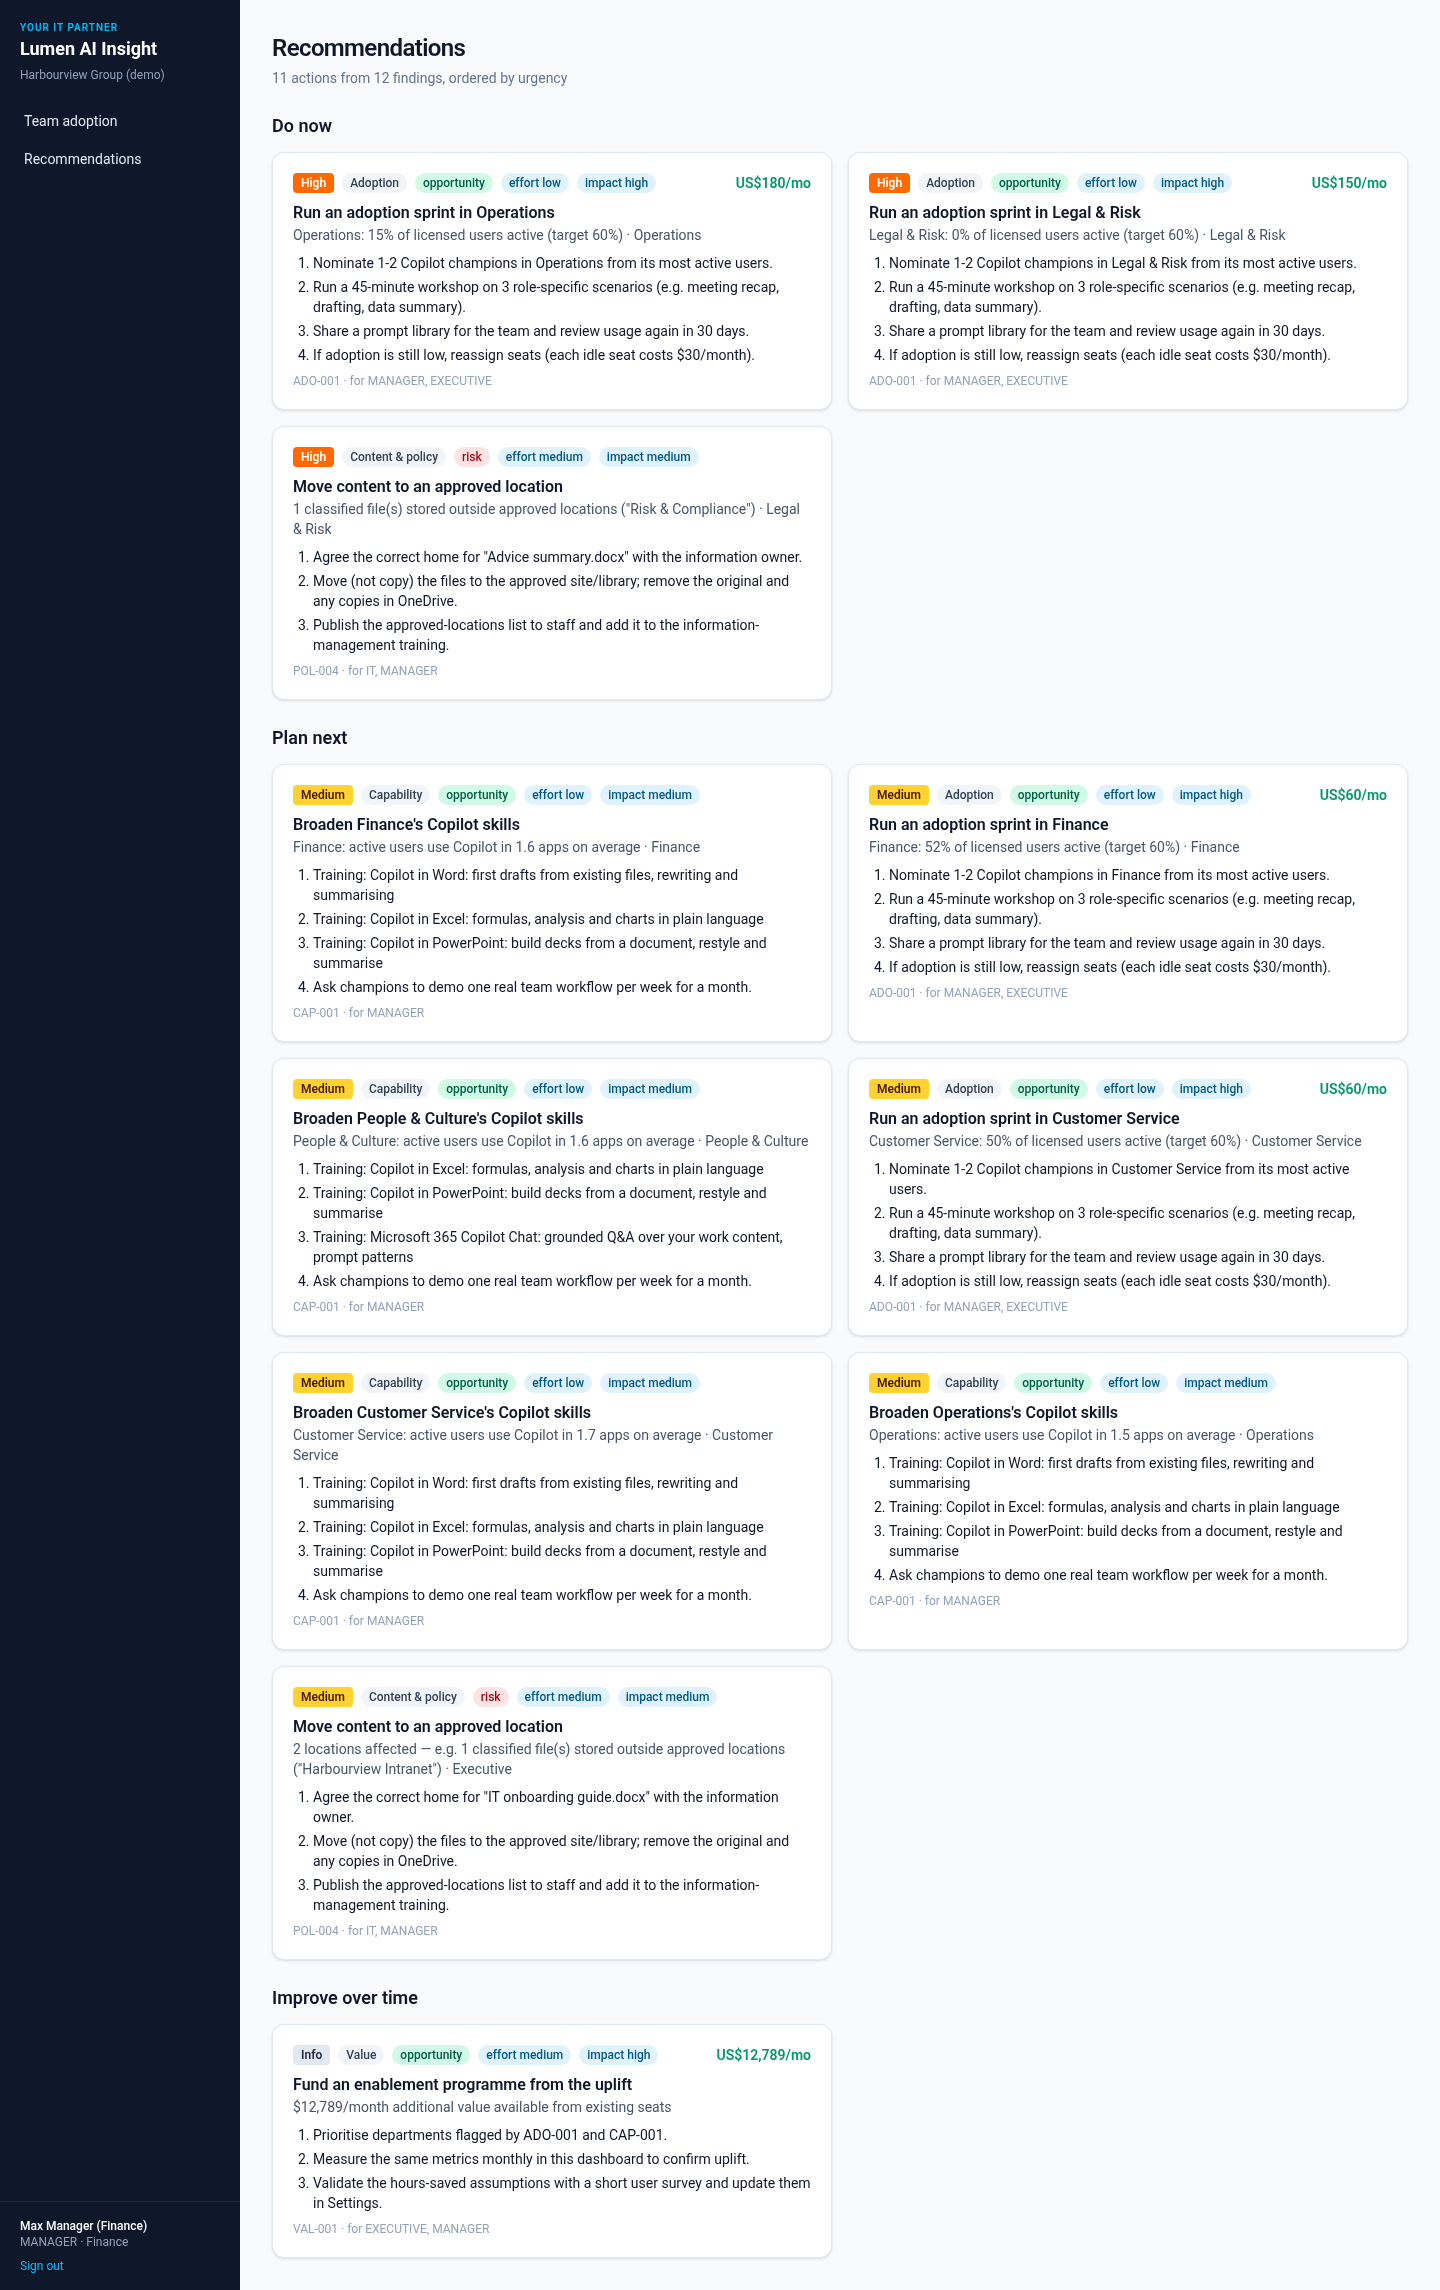 YOUR IT PARTNER
Lumen AI Insight
Harbourview Group (demo)
Team adoption
Recommendations
Recommendations
11 actions from 12 findings, ordered by urgency
Do now
High Adoption opportunity effort low impact high US$180/mo
Run an adoption sprint in Operations
Operations: 15% of licensed users active (target 60%) · Operations
1. Nominate 1-2 Copilot champions in Operations from its most active users.
2. Run a 45-minute workshop on 3 role-specific scenarios (e.g. meeting recap,
drafting, data summary).
3. Share a prompt library for the team and review usage again in 30 days.
4. If adoption is still low, reassign seats (each idle seat costs $30/month).
ADO-001 · for MANAGER, EXECUTIVE
High Adoption opportunity effort low impact high US$150/mo
Run an adoption sprint in Legal & Risk
Legal & Risk: 0% of licensed users active (target 60%) · Legal & Risk
1. Nominate 1-2 Copilot champions in Legal & Risk from its most active users.
2. Run a 45-minute workshop on 3 role-specific scenarios (e.g. meeting recap,
drafting, data summary).
3. Share a prompt library for the team and review usage again in 30 days.
4. If adoption is still low, reassign seats (each idle seat costs $30/month).
ADO-001 · for MANAGER, EXECUTIVE
High Content & policy risk effort medium impact medium
Move content to an approved location
1 classified file(s) stored outside approved locations ("Risk & Compliance") · Legal
& Risk
1. Agree the correct home for "Advice summary.docx" with the information owner.
2. Move (not copy) the files to the approved site/library; remove the original and
any copies in OneDrive.
3. Publish the approved-locations list to staff and add it to the information-
management training.
POL-004 · for IT, MANAGER
Plan next
Medium Capability opportunity effort low impact medium
Broaden Finance's Copilot skills
Finance: active users use Copilot in 1.6 apps on average · Finance
1. Training: Copilot in Word: first drafts from existing files, rewriting and
summarising
2. Training: Copilot in Excel: formulas, analysis and charts in plain language
3. Training: Copilot in PowerPoint: build decks from a document, restyle and
summarise
4. Ask champions to demo one real team workflow per week for a month.
CAP-001 · for MANAGER
Medium Adoption opportunity effort low impact high US$60/mo
Run an adoption sprint in Finance
Finance: 52% of licensed users active (target 60%) · Finance
1. Nominate 1-2 Copilot champions in Finance from its most active users.
2. Run a 45-minute workshop on 3 role-specific scenarios (e.g. meeting recap,
drafting, data summary).
3. Share a prompt library for the team and review usage again in 30 days.
4. If adoption is still low, reassign seats (each idle seat costs $30/month).
ADO-001 · for MANAGER, EXECUTIVE
Medium Capability opportunity effort low impact medium
Broaden People & Culture's Copilot skills
People & Culture: active users use Copilot in 1.6 apps on average · People & Culture
1. Training: Copilot in Excel: formulas, analysis and charts in plain language
2. Training: Copilot in PowerPoint: build decks from a document, restyle and
summarise
3. Training: Microsoft 365 Copilot Chat: grounded Q&A over your work content,
prompt patterns
4. Ask champions to demo one real team workflow per week for a month.
CAP-001 · for MANAGER
Medium Adoption opportunity effort low impact high US$60/mo
Run an adoption sprint in Customer Service
Customer Service: 50% of licensed users active (target 60%) · Customer Service
1. Nominate 1-2 Copilot champions in Customer Service from its most active
users.
2. Run a 45-minute workshop on 3 role-specific scenarios (e.g. meeting recap,
drafting, data summary).
3. Share a prompt library for the team and review usage again in 30 days.
4. If adoption is still low, reassign seats (each idle seat costs $30/month).
ADO-001 · for MANAGER, EXECUTIVE
Medium Capability opportunity effort low impact medium
Broaden Customer Service's Copilot skills
Customer Service: active users use Copilot in 1.7 apps on average · Customer
Service
1. Training: Copilot in Word: first drafts from existing files, rewriting and
summarising
2. Training: Copilot in Excel: formulas, analysis and charts in plain language
3. Training: Copilot in PowerPoint: build decks from a document, restyle and
summarise
4. Ask champions to demo one real team workflow per week for a month.
CAP-001 · for MANAGER
Medium Capability opportunity effort low impact medium
Broaden Operations's Copilot skills
Operations: active users use Copilot in 1.5 apps on average · Operations
1. Training: Copilot in Word: first drafts from existing files, rewriting and
summarising
2. Training: Copilot in Excel: formulas, analysis and charts in plain language
3. Training: Copilot in PowerPoint: build decks from a document, restyle and
summarise
4. Ask champions to demo one real team workflow per week for a month.
CAP-001 · for MANAGER
Medium Content & policy risk effort medium impact medium
Move content to an approved location
2 locations affected — e.g. 1 classified file(s) stored outside approved locations
("Harbourview Intranet") · Executive
1. Agree the correct home for "IT onboarding guide.docx" with the information
owner.
2. Move (not copy) the files to the approved site/library; remove the original and
any copies in OneDrive.
3. Publish the approved-locations list to staff and add it to the information-
management training.
POL-004 · for IT, MANAGER
Improve over time
Info Value opportunity effort medium impact high US$12,789/mo
Fund an enablement programme from the uplift
$12,789/month additional value available from existing seats
1. Prioritise departments flagged by ADO-001 and CAP-001.
2. Measure the same metrics monthly in this dashboard to confirm uplift.
3. Validate the hours-saved assumptions with a short user survey and update them
in Settings.
VAL-001 · for EXECUTIVE, MANAGER
Max Manager (Finance)
MANAGER · Finance
Sign out